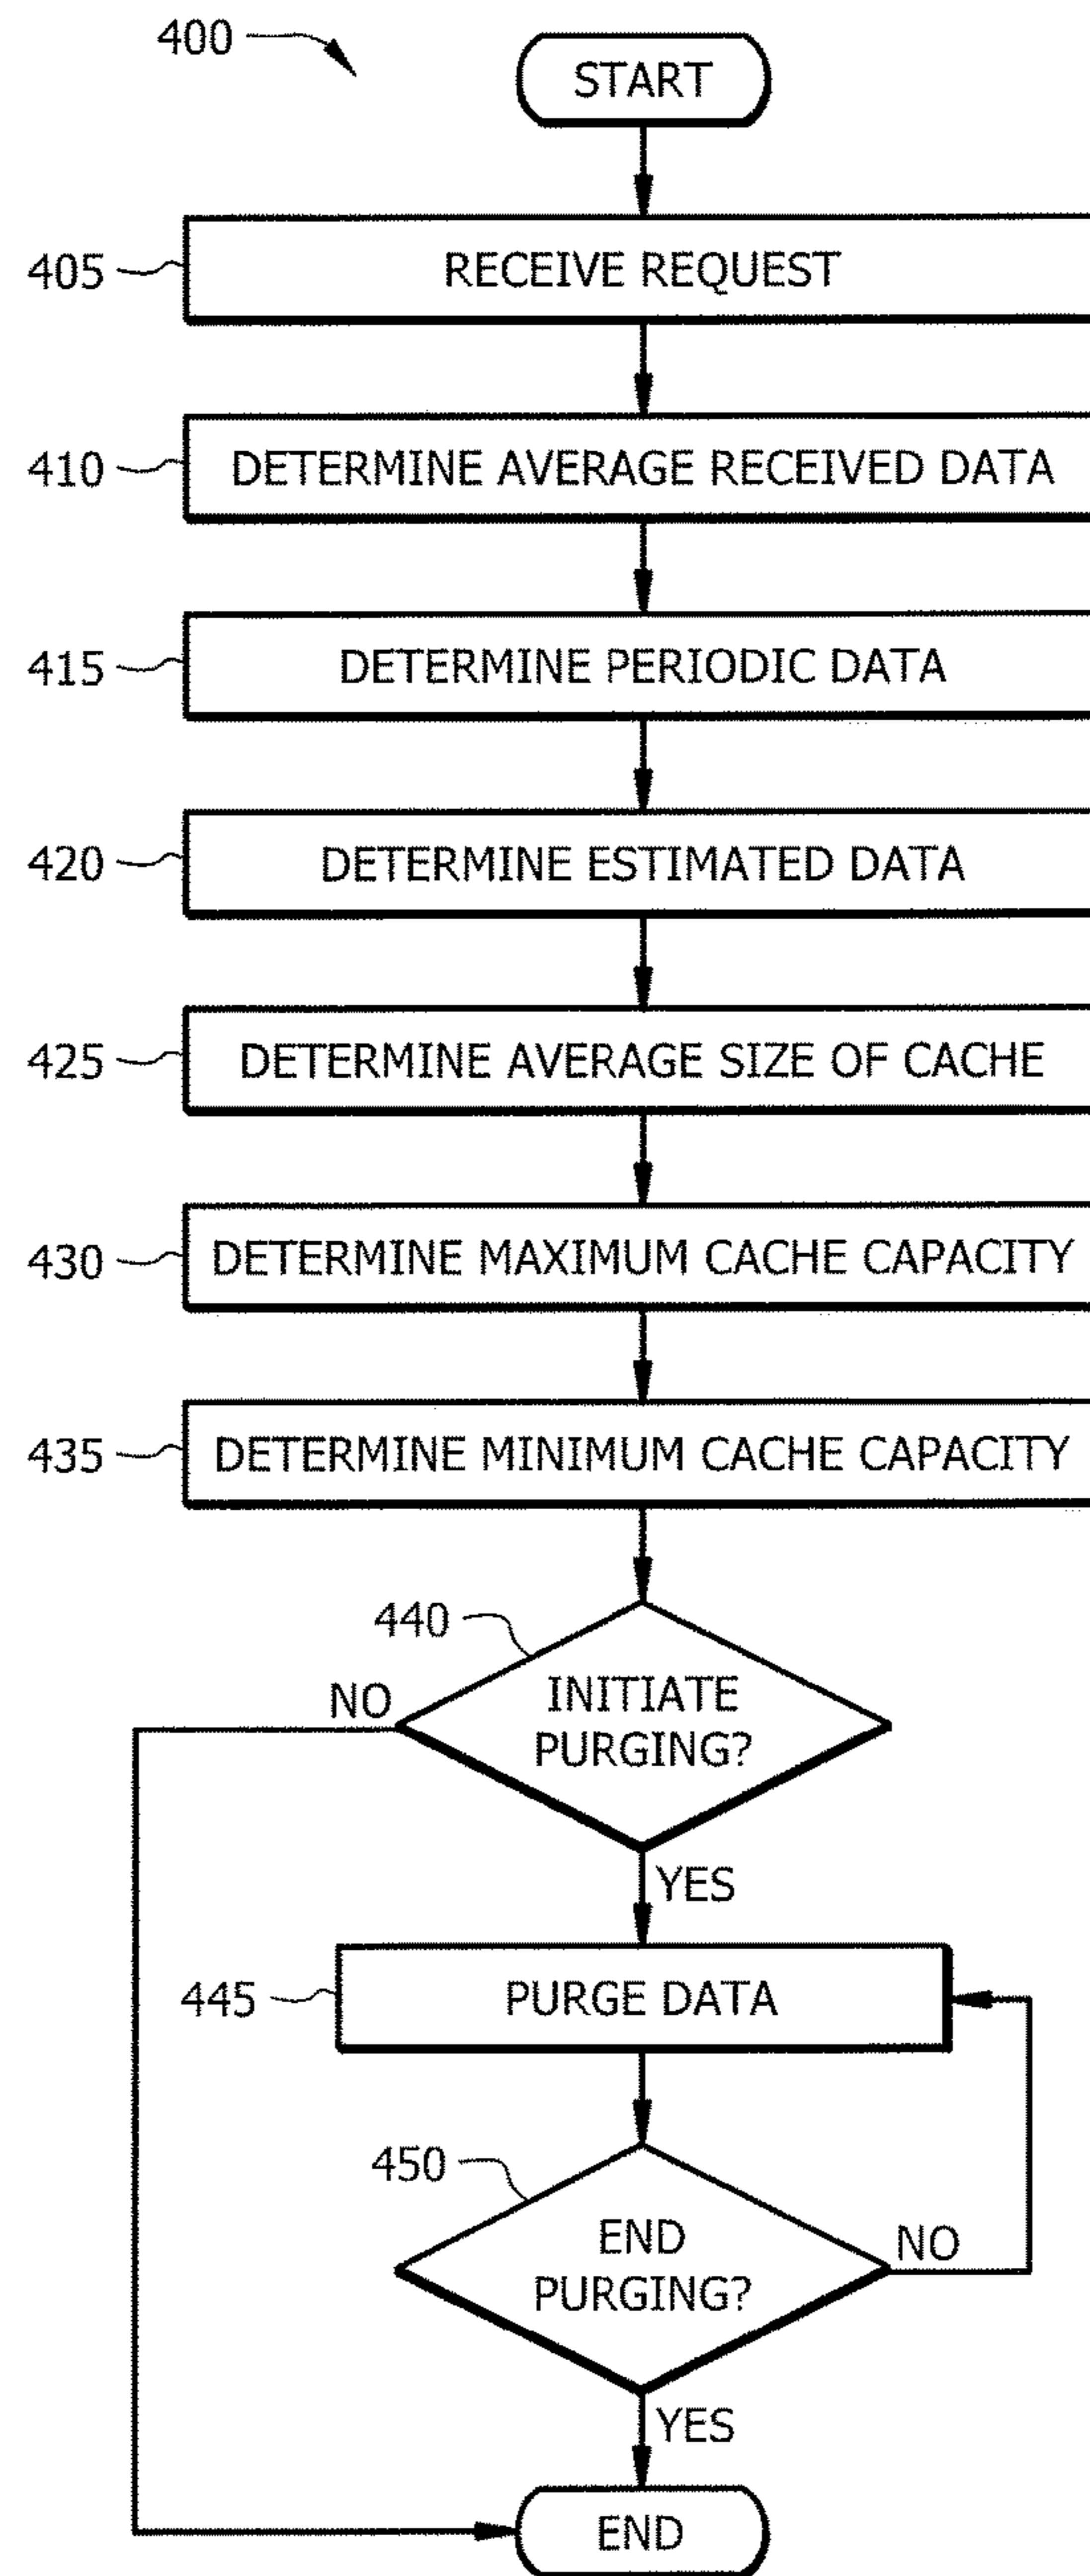 400
START
405
RECEIVE REQUEST
410
DETERMINE AVERAGE RECEIVED DATA
415
DETERMINE PERIODIC DATA
420
DETERMINE ESTIMATED DATA
425
DETERMINE AVERAGE SIZE OF CACHE
430
DETERMINE MAXIMUM CACHE CAPACITY
435
DETERMINE MINIMUM CACHE CAPACITY
440
NO
INITIATE
PURGING?
YES
445
PURGE DATA
450
END
PURGING?
NO
YES
END